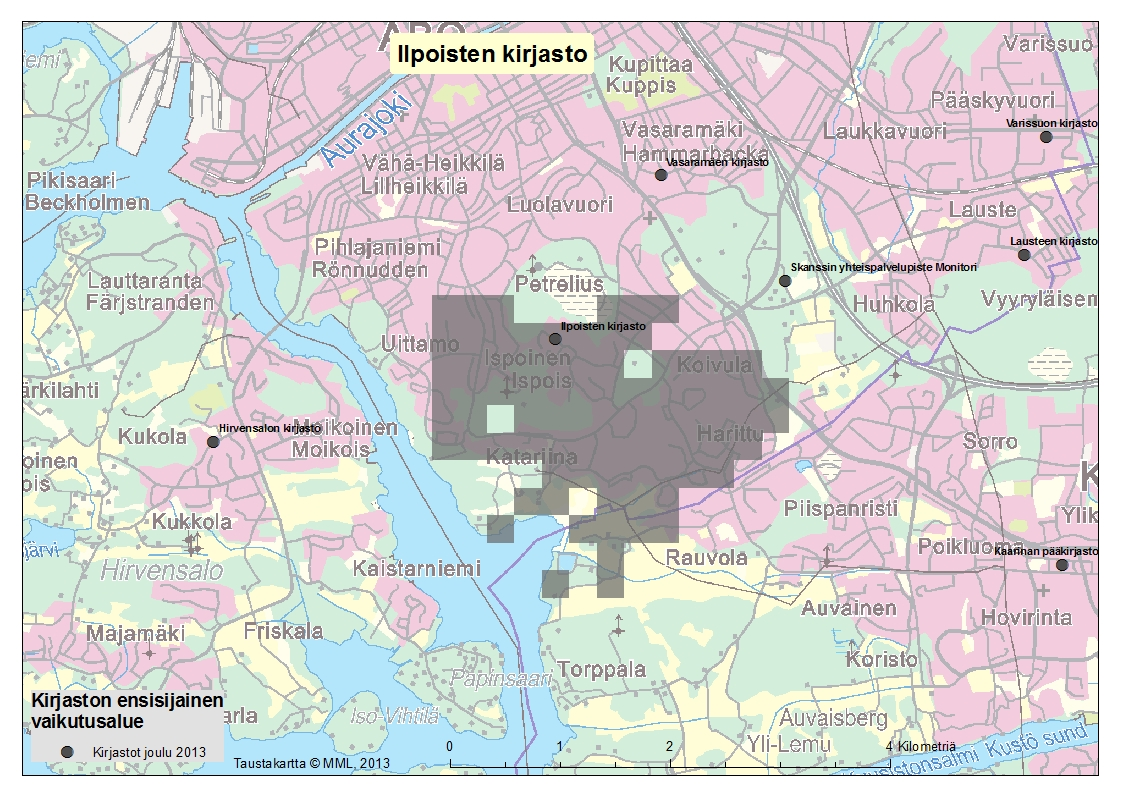 ÅBO
Ilpoisten kirjasto
Varissuo
Kupittaa
Kuppis
Pääskyvuori
Aurajoki
Varissuon kirjasto
Vasaramäki
Hammarbacka
Laukkavuori
Vähä-Heikkilä
Lillheikkilä
Vasaramäen kirjasto
Pikisaari
Beckholmen
Luolavuori
Lauste
Pihlajaniemi
Rönnudden
Lausteen kirjasto
Lauttaranta
Färjstranden
Petrelius
Skanssin yhteispalvelupiste Monitori
Huhkola
Ilpoisten kirjasto
Uittamo
Ispoinen
Ispois
Koivula
Hirvensalon kirjasto
Kukola
Moikoinen
Moikois
Harittu
Sorro
Katariina
Piispanristi
Kukkola
Poikluoma
Kaarinan pääkirjasto
Hirvensalo
Kaistarniemi
Rauvola
Auvainen
Hovirinta
Majamäki
Friskala
Koristo
Torppala
Papinsaari
Kirjaston ensisijainen
vaikutusalue
Iso-Vihtilä
Auvaisberg
Yli-Lemu
Kirjastot joulu 2013
Taustakartta © MML, 2013
0 1 2 4 Kilometriä
Kustö sund